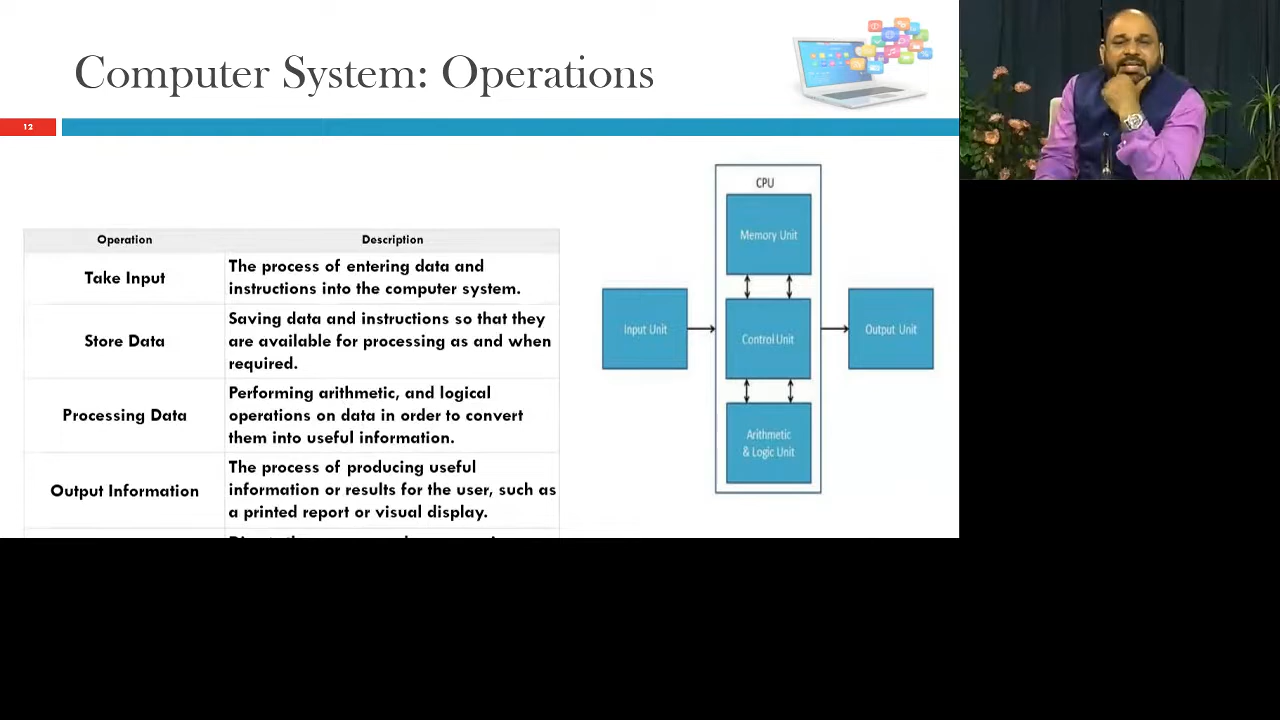 Computer System: Operations
12
Operation Description
Take Input
The process of entering data and
instructions into the computer system.
Store Data
Saving data and instructions so that they
are available for processing as and when
required.
Processing Data
Performing arithmetic, and logical
operations on data in order to convert
them into useful information.
Output Information
The process of producing useful
information or results for the user, such as
a printed report or visual display.
CPU
Memory Unit
Input Unit
Control Unit
Output Unit
Arithmetic
& Logic Unit